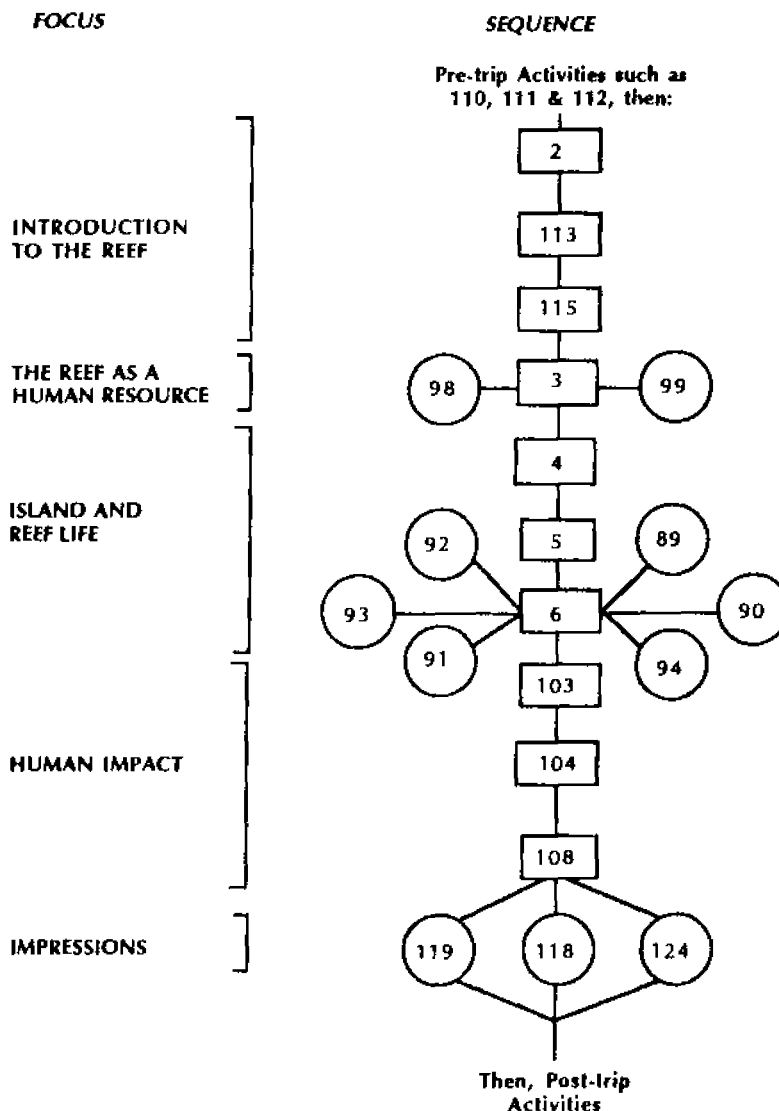 FOCUS
SEQUENCE
Pre-trip Activities such as
110, 111 & 112, then:
2
INTRODUCTION
TO THE REEF
113
115
THE REEF AS A
HUMAN RESOURCE
98
3
99
4
ISLAND AND
REEF LIFE
92
5
89
93
6
90
91
94
103
HUMAN IMPACT
104
108
IMPRESSIONS
119
118
124
Then, Post-trip
Activities